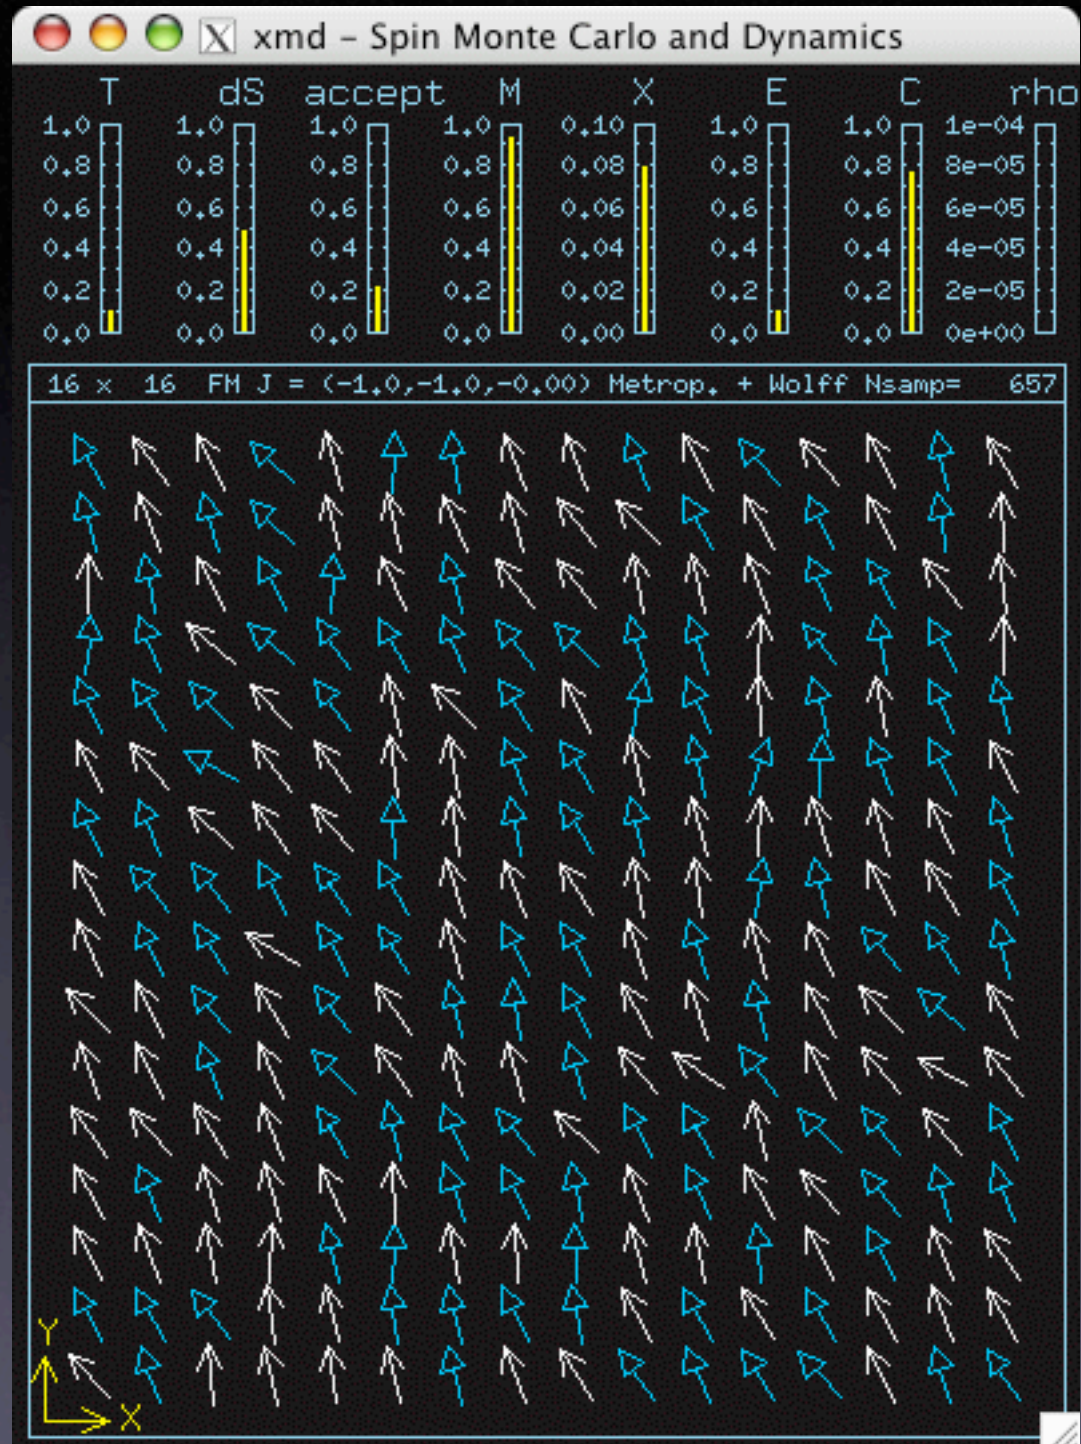 X xmd – Spin Monte Carlo and Dynamics
T dS accept M X E C rho
1.0 1.0 1.0 1.0 0.10 1.0 1.0 1e-04
0.8 0.8 0.8 0.8 0.08 0.8 0.8 8e-05
0.6 0.6 0.6 0.6 0.06 0.6 0.6 6e-05
0.4 0.4 0.4 0.4 0.04 0.4 0.4 4e-05
0.2 0.2 0.2 0.2 0.02 0.2 0.2 2e-05
0.0 0.0 0.0 0.0 0.00 0.0 0.0 0e+00
16 x 16 FM J = (-1.0,-1.0,-0.00) Metrop. + Wolff Nsamp= 657
Y
X